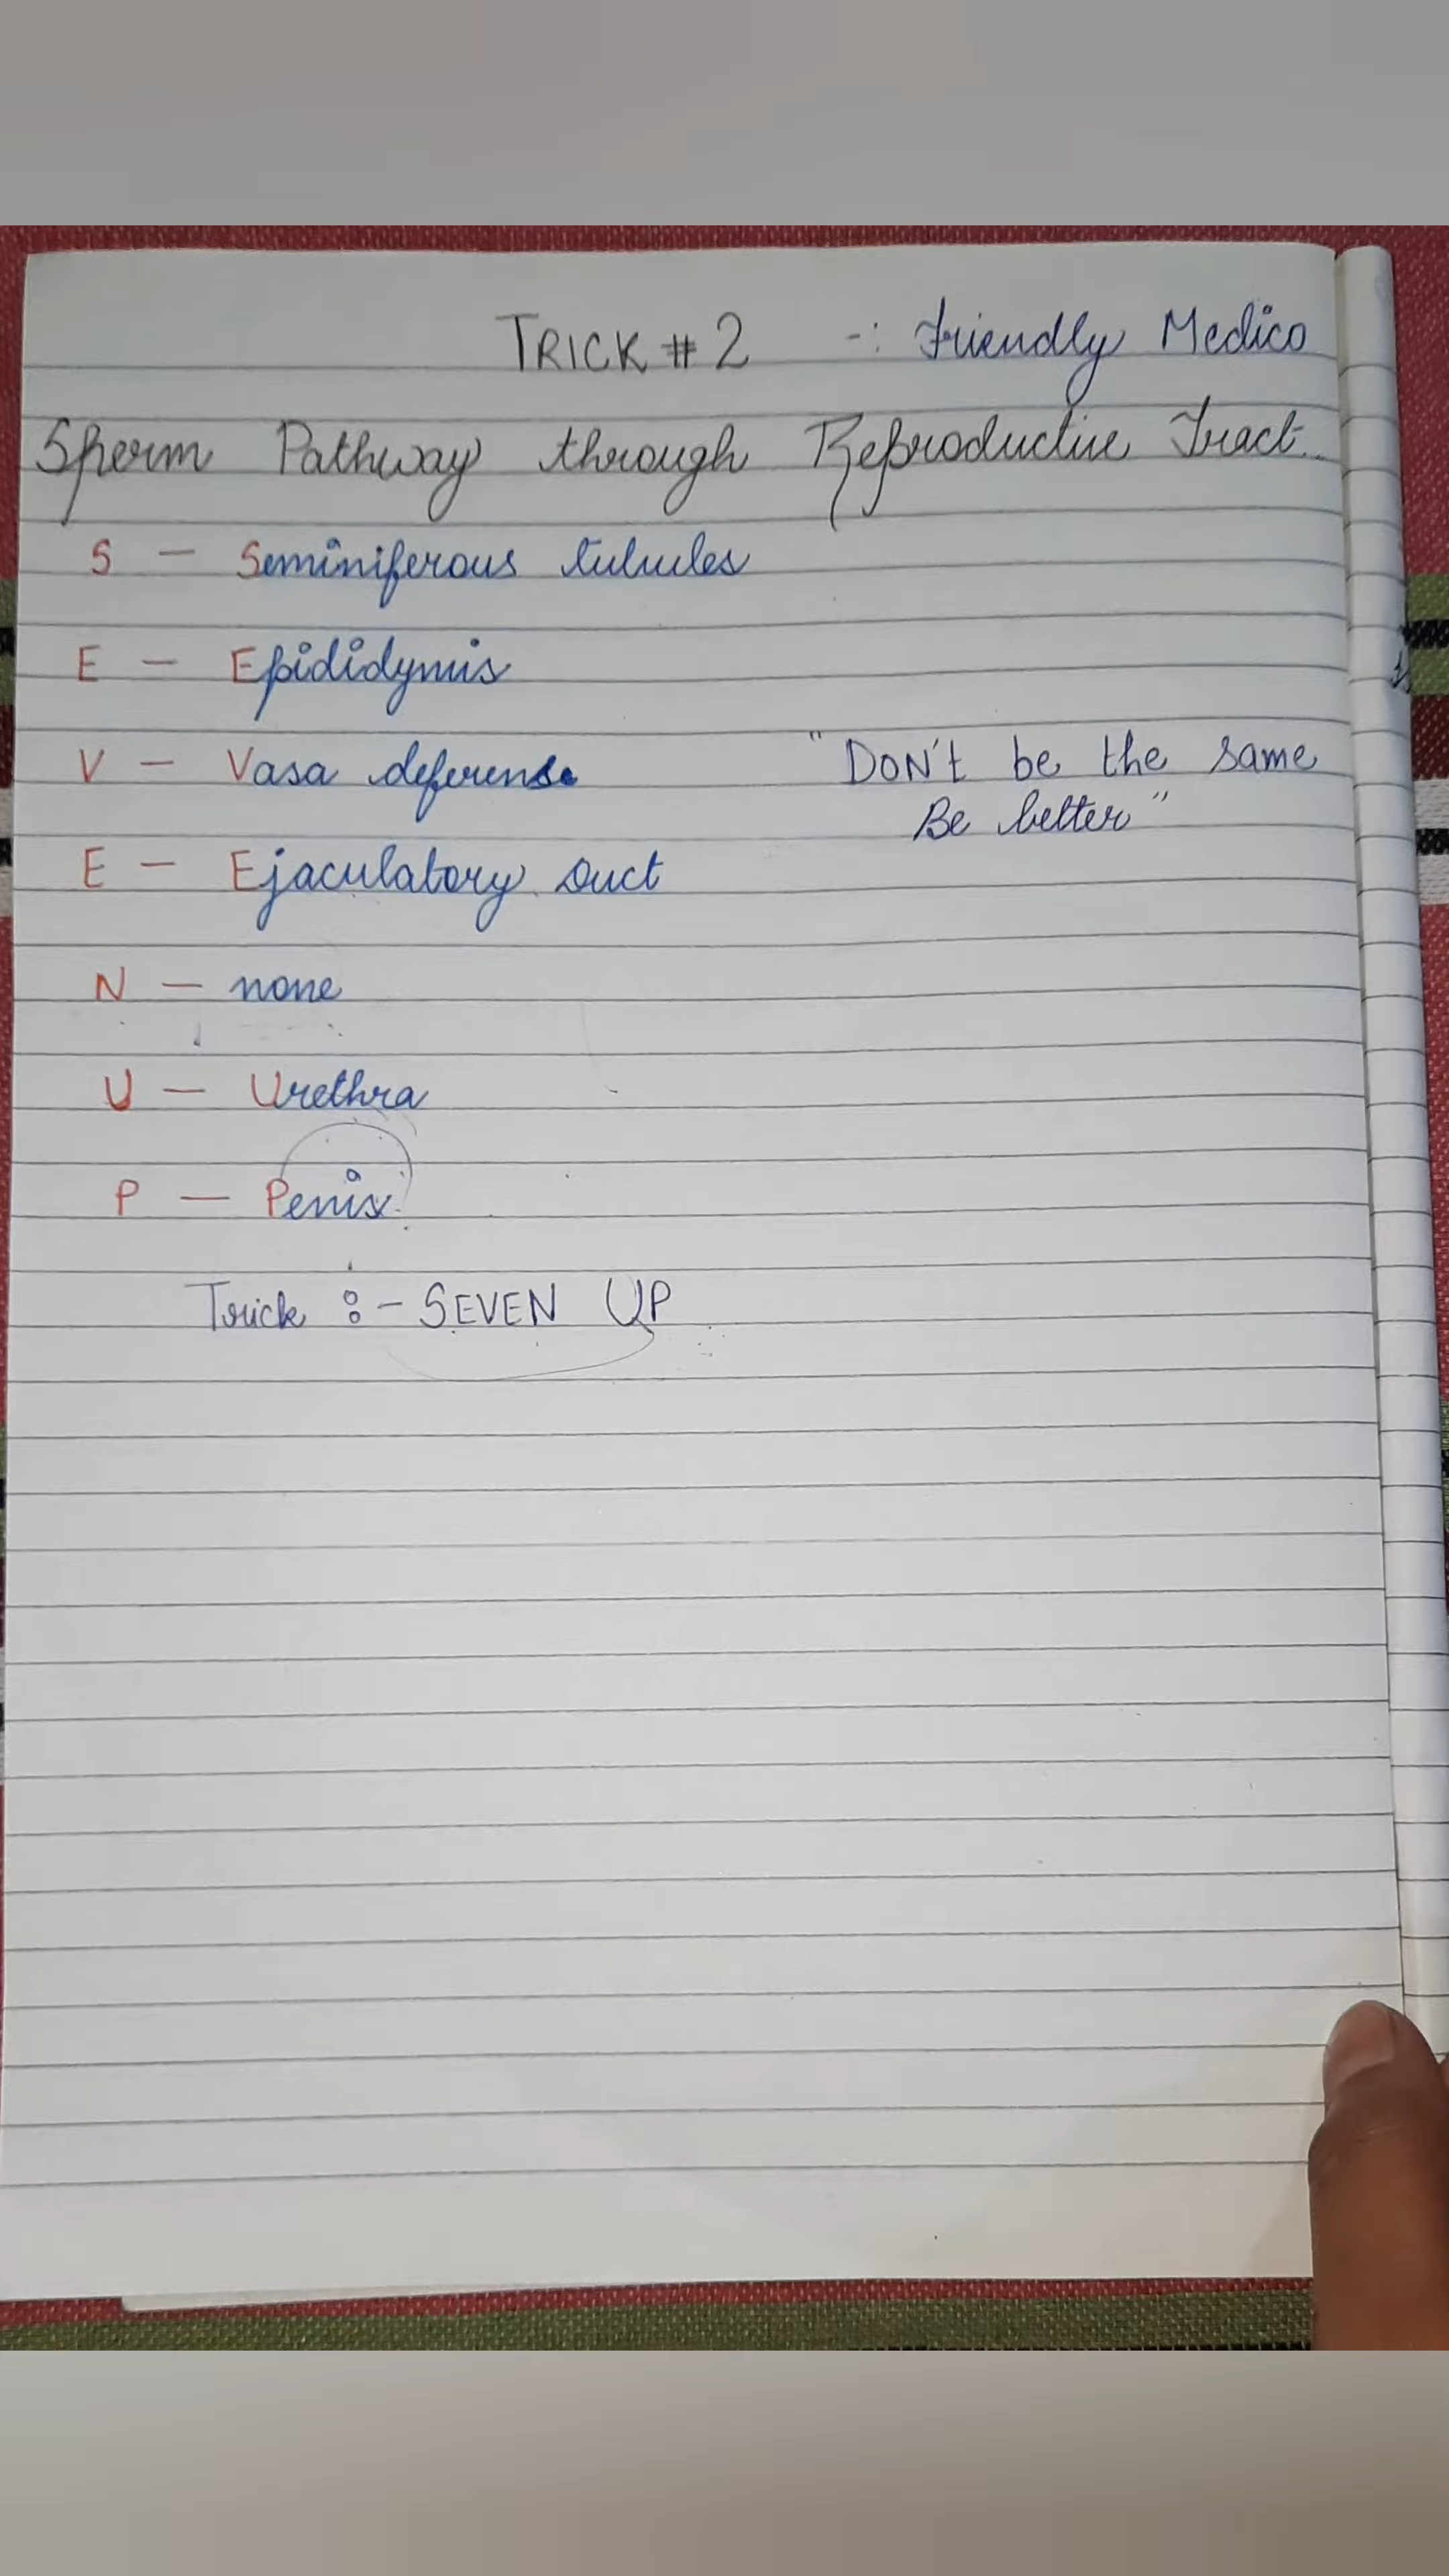 TRICK # 2 -: Friendly Medico
Sperm Pathway through Reproductive Tract.
S — Seminiferous tubules
E — Epididymis
V — Vasa deferens
"DON't be the same
Be better"
E — Ejaculatory duct
N — none
U — Urethra
P — Penis
Trick :- SEVEN UP